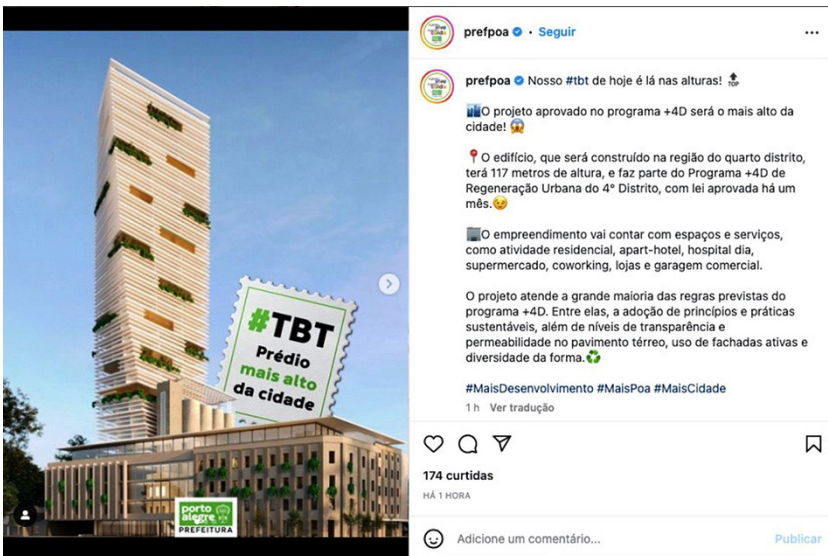 #TBT
Prédio
mais alto
da cidade
porto
alegre
PREFEITURA
prefpoa • Seguir
prefpoa Nosso #tbt de hoje é lá nas alturas! TOP
O projeto aprovado no programa +4D será o mais alto da
cidade!
O edifício, que será construído na região do quarto distrito,
terá 117 metros de altura, e faz parte do Programa +4D de
Regeneração Urbana do 4° Distrito, com lei aprovada há um
mês.
O empreendimento vai contar com espaços e serviços,
como atividade residencial, apart-hotel, hospital dia,
supermercado, coworking, lojas e garagem comercial.
O projeto atende a grande maioria das regras previstas do
programa +4D. Entre elas, a adoção de princípios e práticas
sustentáveis, além de níveis de transparência e
permeabilidade no pavimento térreo, uso de fachadas ativas e
diversidade da forma.
#MaisDesenvolvimento #MaisPoa #MaisCidade
1 h Ver tradução
174 curtidas
HÁ 1 HORA
Adicione um comentário...
Publicar